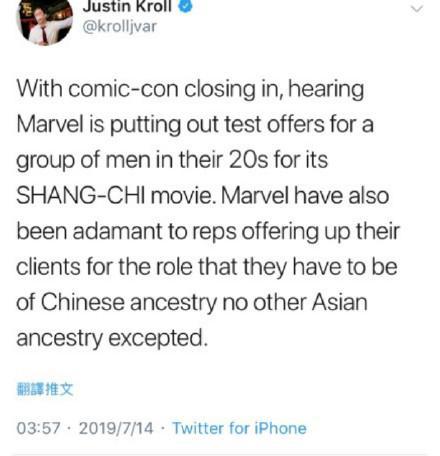 Justin Kroll
@krolljvar
With comic-con closing in, hearing
Marvel is putting out test offers for a
group of men in their 20s for its
SHANG-CHI movie. Marvel have also
been adamant to reps offering up their
clients for the role that they have to be
of Chinese ancestry no other Asian
ancestry excepted.
翻譯推文
03:57 · 2019/7/14 · Twitter for iPhone